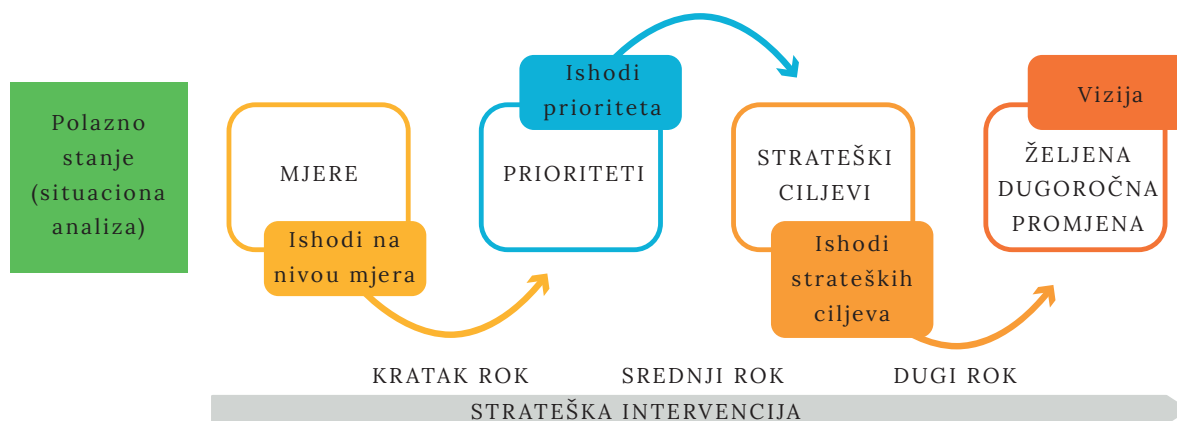 Polazno
stanje
(situaciona
analiza)
MJERE
Ishodi na
nivou mjera
Ishodi
prioriteta
PRIORITETI
STRATEŠKI
CILJEVI
Ishodi
strateških
ciljeva
Vizija
ŽELJENA
DUGOROČNA
PROMJENA
KRATAK ROK
SREDNJI ROK
DUGI ROK
STRATEŠKA INTERVENCIJA